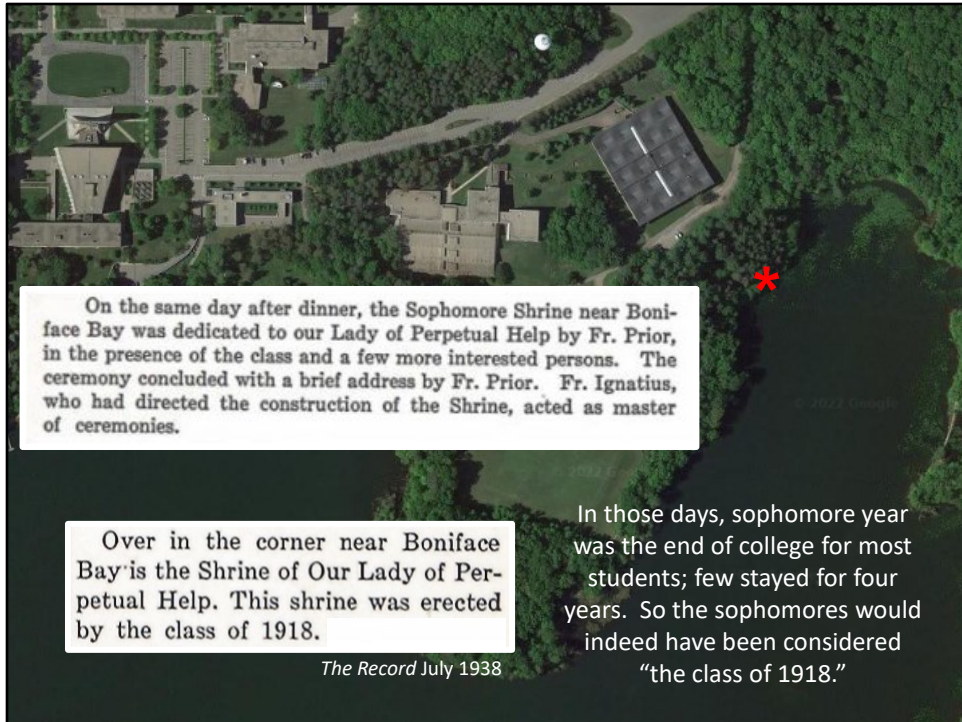 *
© 2022 Google
On the same day after dinner, the Sophomore Shrine near Boni-
face Bay was dedicated to our Lady of Perpetual Help by Fr. Prior,
in the presence of the class and a few more interested persons. The
ceremony concluded with a brief address by Fr. Prior. Fr. Ignatius,
who had directed the construction of the Shrine, acted as master
of ceremonies.
© 2022
Over in the corner near Boniface
Bay is the Shrine of Our Lady of Per-
petual Help. This shrine was erected
by the class of 1918.
The Record July 1938
In those days, sophomore year
was the end of college for most
students; few stayed for four
years. So the sophomores would
indeed have been considered
“the class of 1918.”